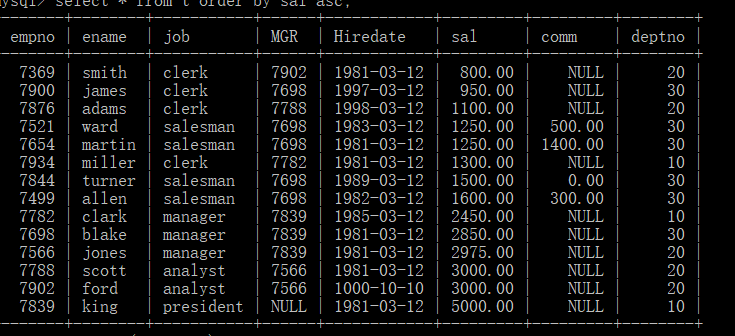 mysql> select * from t order by sal asc;
empno | ename | job | MGR | Hiredate | sal | comm | deptno |
7369 | smith | clerk | 7902 | 1981-03-12 | 800.00 | NULL | 20 |
7900 | james | clerk | 7698 | 1997-03-12 | 950.00 | NULL | 30 |
7876 | adams | clerk | 7788 | 1998-03-12 | 1100.00 | NULL | 20 |
7521 | ward | salesman | 7698 | 1983-03-12 | 1250.00 | 500.00 | 30 |
7654 | martin | salesman | 7698 | 1981-03-12 | 1250.00 | 1400.00 | 30 |
7934 | miller | clerk | 7782 | 1981-03-12 | 1300.00 | NULL | 10 |
7844 | turner | salesman | 7698 | 1989-03-12 | 1500.00 | 0.00 | 30 |
7499 | allen | salesman | 7698 | 1982-03-12 | 1600.00 | 300.00 | 30 |
7782 | clark | manager | 7839 | 1985-03-12 | 2450.00 | NULL | 10 |
7698 | blake | manager | 7839 | 1981-03-12 | 2850.00 | NULL | 30 |
7566 | jones | manager | 7839 | 1981-03-12 | 2975.00 | NULL | 20 |
7788 | scott | analyst | 7566 | 1981-03-12 | 3000.00 | NULL | 20 |
7902 | ford | analyst | 7566 | 1000-10-10 | 3000.00 | NULL | 20 |
7839 | king | president | NULL | 1981-03-12 | 5000.00 | NULL | 10 |